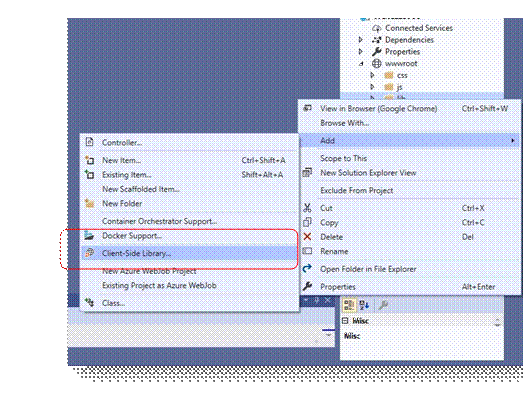 Connected Services
Dependencies
Properties
wwwroot
css
js
lib
View in Browser (Google Chrome) Ctrl+Shift+W
Browse With...
Add
Scope to This
New Solution Explorer View
Exclude From Project
Cut Ctrl+X
Copy Ctrl+C
Delete Del
Rename
Open Folder in File Explorer
Properties Alt+Enter
Controller...
New Item... Ctrl+Shift+A
Existing Item... Shift+Alt+A
New Scaffolded Item...
New Folder
Container Orchestrator Support...
Docker Support...
Client-Side Library...
New Azure WebJob Project
Existing Project as Azure WebJob
Class...
Misc
Misc